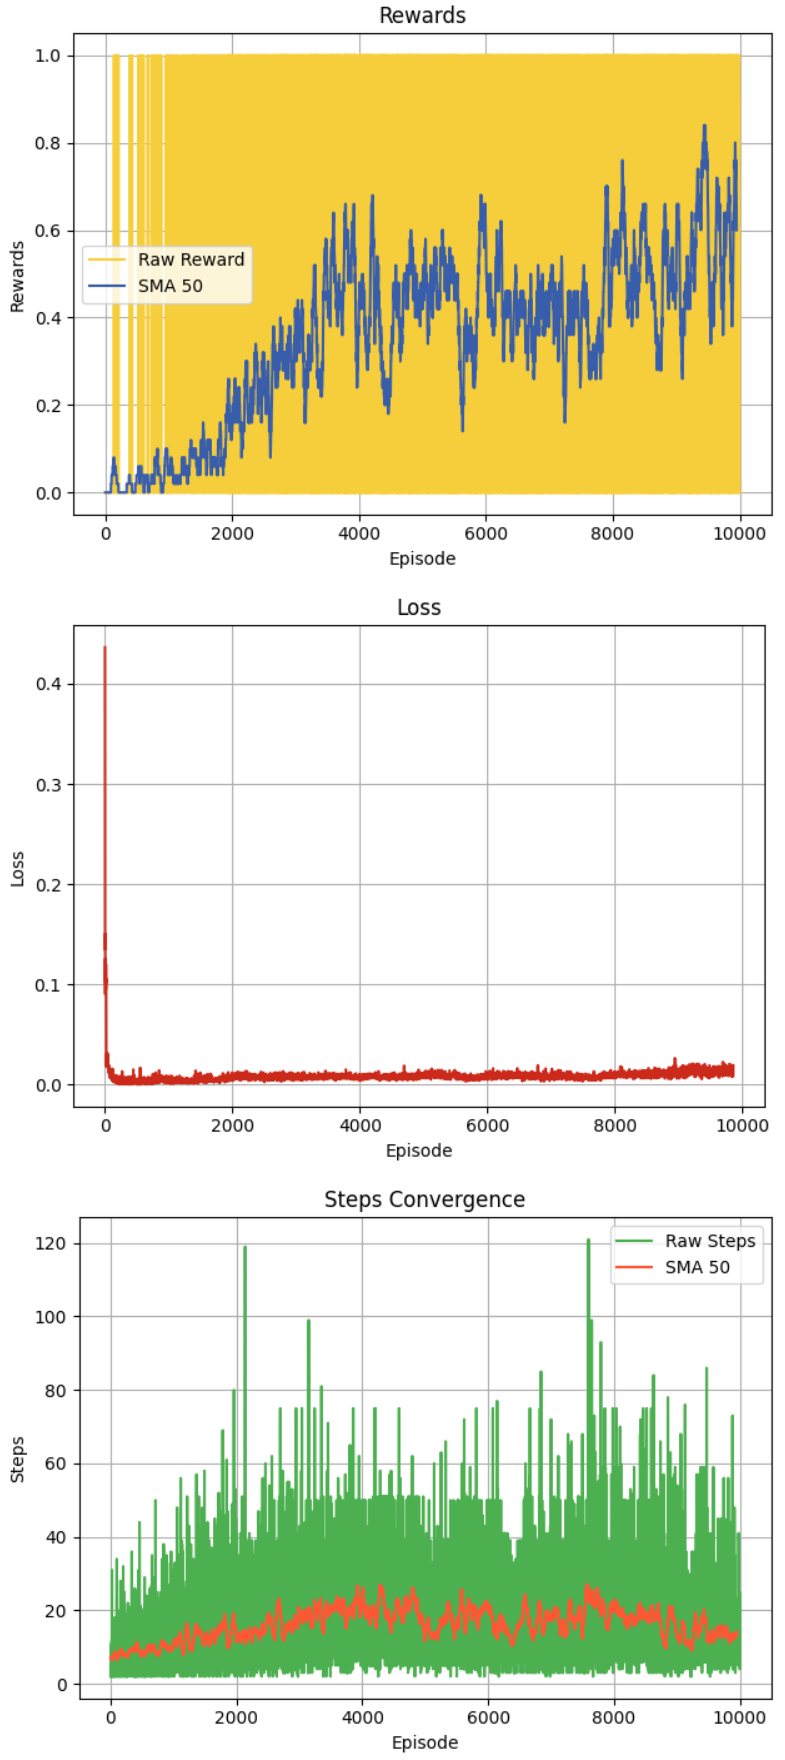 Rewards
1.0
0.8
0.6
0.4
0.2
0.0
Rewards
Raw Reward
SMA 50
0 2000 4000 6000 8000 10000
Episode
Loss
0.4
0.3
0.2
0.1
0.0
Loss
0 2000 4000 6000 8000 10000
Episode
Steps Convergence
120
100
80
60
40
20
0
Steps
Raw Steps
SMA 50
0 2000 4000 6000 8000 10000
Episode